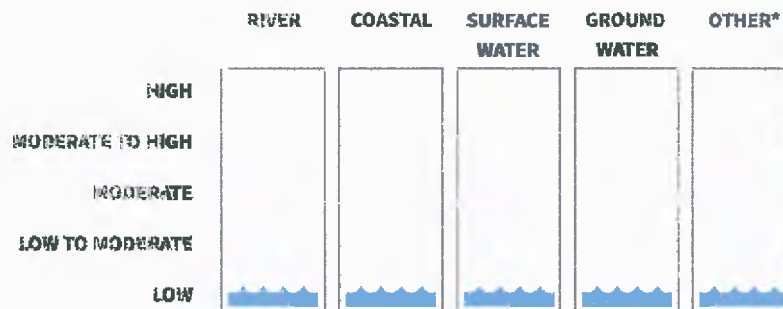 RIVER COASTAL SURFACE WATER GROUND WATER OTHER*
HIGH
MODERATE TO HIGH
MODERATE
LOW TO MODERATE
LOW